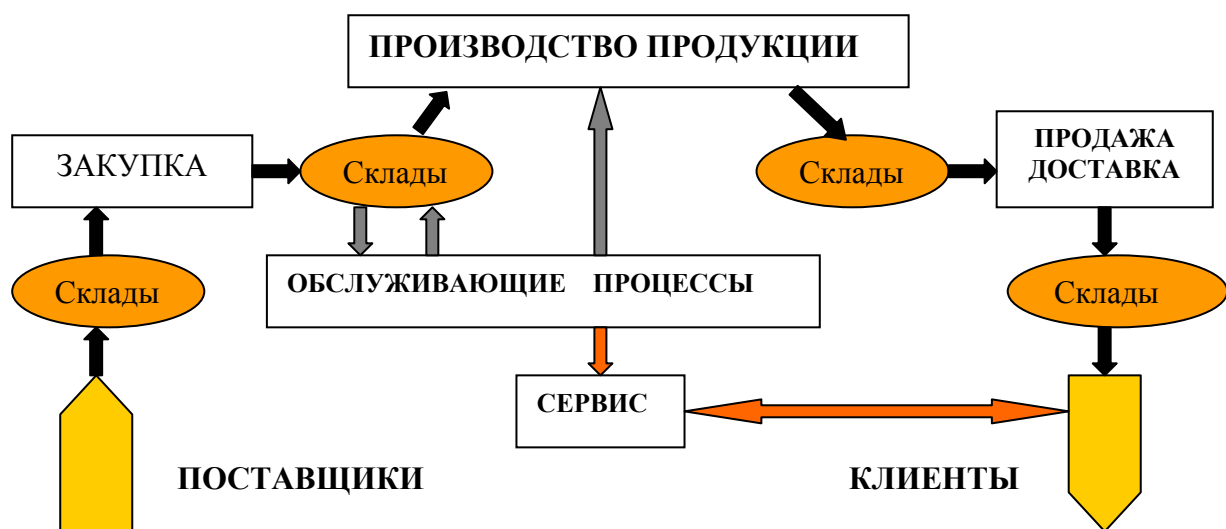 ПРОИЗВОДСТВО ПРОДУКЦИИ
ЗАКУПКА
Склады
Склады
ПРОДАЖА
ДОСТАВКА
Склады
ОБСЛУЖИВАЮЩИЕ ПРОЦЕССЫ
Склады
СЕРВИС
ПОСТАВЩИКИ
КЛИЕНТЫ